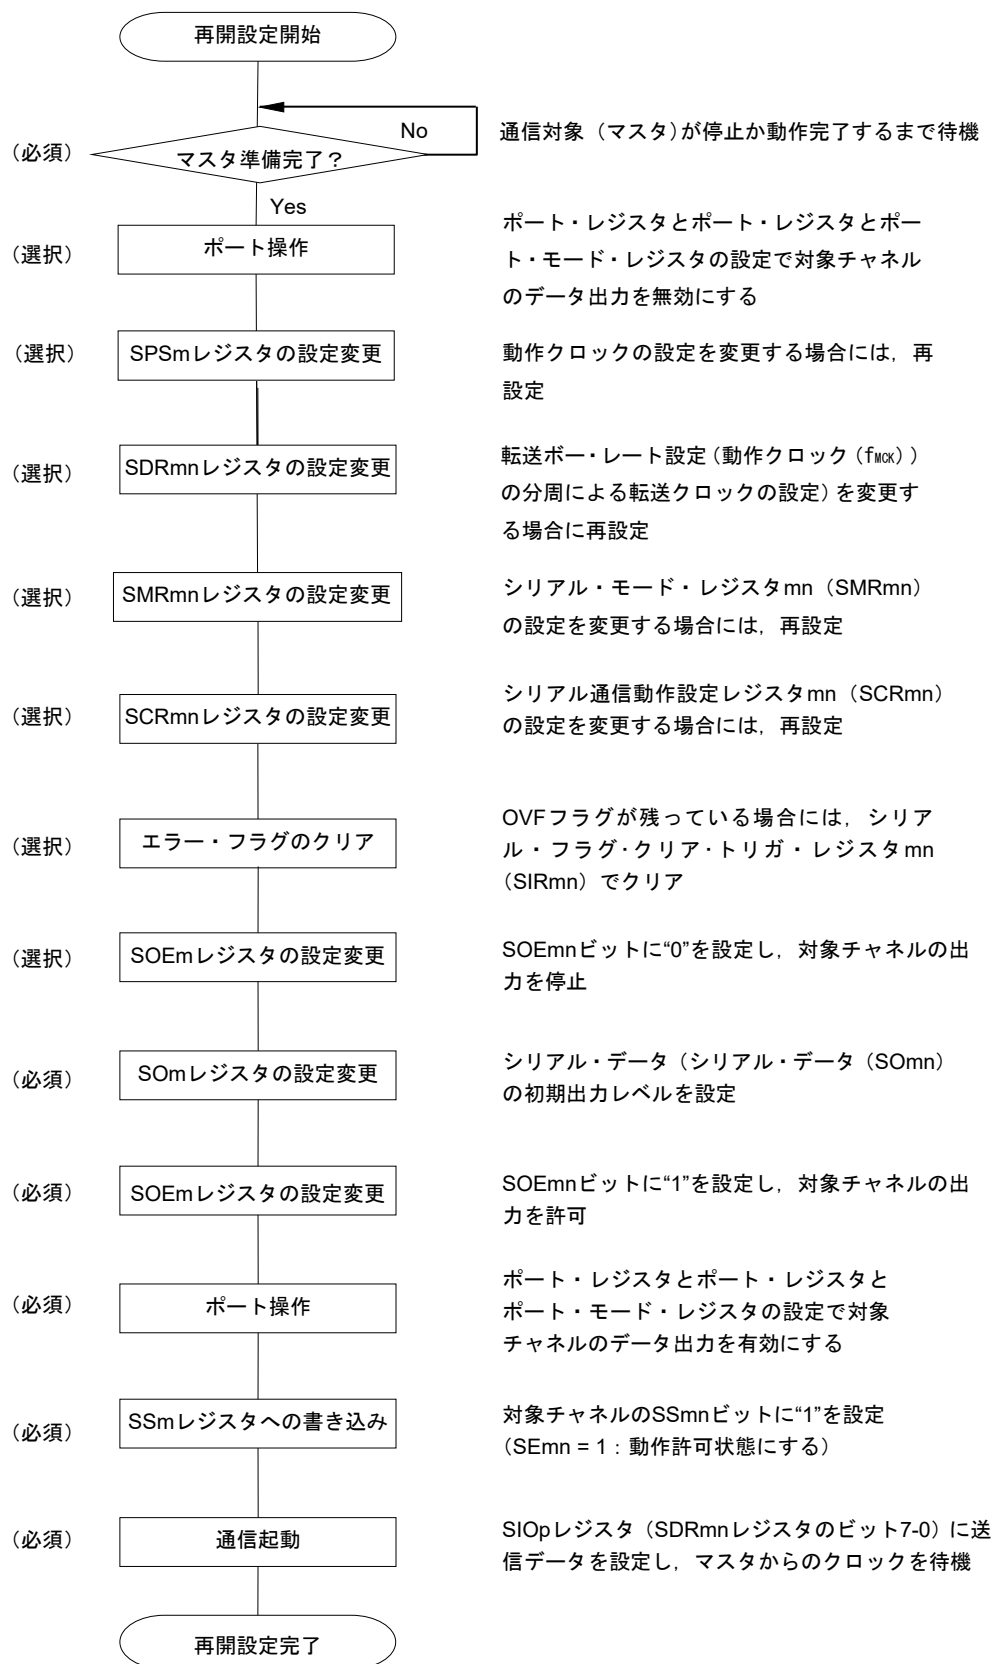 再開設定開始
No
通信対象（マスタ）が停止か動作完了するまで待機
（必須）
マスタ準備完了？
Yes
（選択）
ポート操作
ポート・レジスタとポート・レジスタとポー
ト・モード・レジスタの設定で対象チャネル
のデータ出力を無効にする
（選択）
SPSmレジスタの設定変更
動作クロックの設定を変更する場合には，再
設定
（選択）
SDRmnレジスタの設定変更
転送ボー・レート設定（動作クロック（fMCK））
の分周による転送クロックの設定）を変更す
る場合に再設定
（選択）
SMRmnレジスタの設定変更
シリアル・モード・レジスタmn（SMRmn）
の設定を変更する場合には，再設定
（選択）
SCRmnレジスタの設定変更
シリアル通信動作設定レジスタmn（SCRmn）
の設定を変更する場合には，再設定
（選択）
エラー・フラグのクリア
OVFフラグが残っている場合には，シリア
ル・フラグ・クリア・トリガ・レジスタmn
（SIRmn）でクリア
（選択）
SOEmレジスタの設定変更
SOEmnビットに“0”を設定し，対象チャネルの出
力を停止
（必須）
SOmレジスタの設定変更
シリアル・データ（シリアル・データ（SOmn）
の初期出力レベルを設定
（必須）
SOEmレジスタの設定変更
SOEmnビットに“1”を設定し，対象チャネルの出
力を許可
（必須）
ポート操作
ポート・レジスタとポート・レジスタと
ポート・モード・レジスタの設定で対象
チャネルのデータ出力を有効にする
（必須）
SSmレジスタへの書き込み
対象チャネルのSSmnビットに“1”を設定
（SEmn = 1：動作許可状態にする）
（必須）
通信起動
SIOpレジスタ（SDRmnレジスタのビット7-0）に送
信データを設定し，マスタからのクロックを待機
再開設定完了